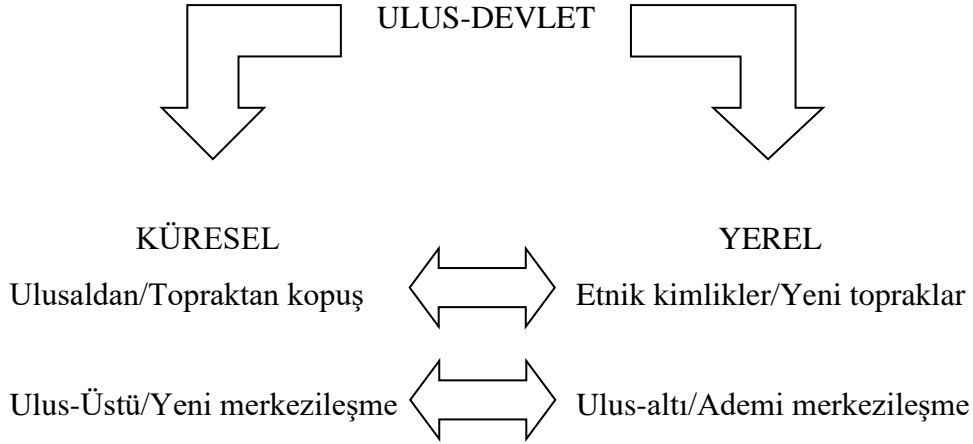 ULUS-DEVLET
KÜRESEL YEREL
Ulusaldan/Topraktan kopuş Etnik kimlikler/Yeni topraklar
Ulus-Üstü/Yeni merkezileşme Ulus-altı/Ademi merkezileşme